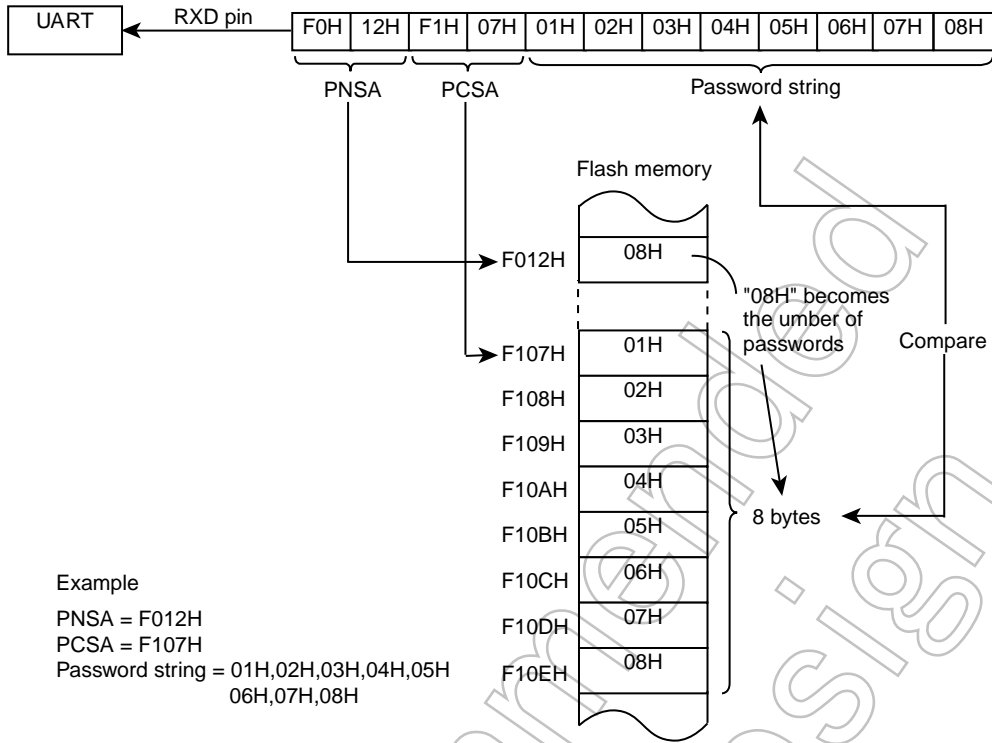 UART
RXD pin
F0H 12H F1H 07H 01H 02H 03H 04H 05H 06H 07H 08H
PNSA
PCSA
Password string
Flash memory
F012H 08H
"08H" becomes
the umber of
passwords
Compare
F107H 01H
F108H 02H
F109H 03H
F10AH 04H
F10BH 05H
8 bytes
F10CH 06H
F10DH 07H
F10EH 08H
Example
PNSA = F012H
PCSA = F107H
Password string = 01H,02H,03H,04H,05H
06H,07H,08H